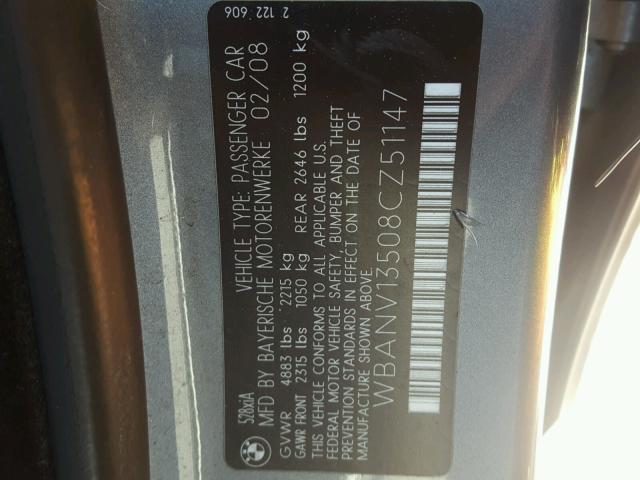 528xiA VEHICLE TYPE: PASSENGER CAR 2 122 606
MFD BY BAYERISCHE MOTORENWERKE 02/08
GVWR 4883 lbs 2215 kg
GAWR FRONT 2315 lbs 1050 kg REAR 2646 lbs 1200 kg
THIS VEHICLE CONFORMS TO ALL APPLICABLE U.S.
FEDERAL MOTOR VEHICLE SAFETY, BUMPER AND THEFT
PREVENTION STANDARDS IN EFFECT ON THE DATE OF
MANUFACTURE SHOWN ABOVE.
WBANV13508CZ51147